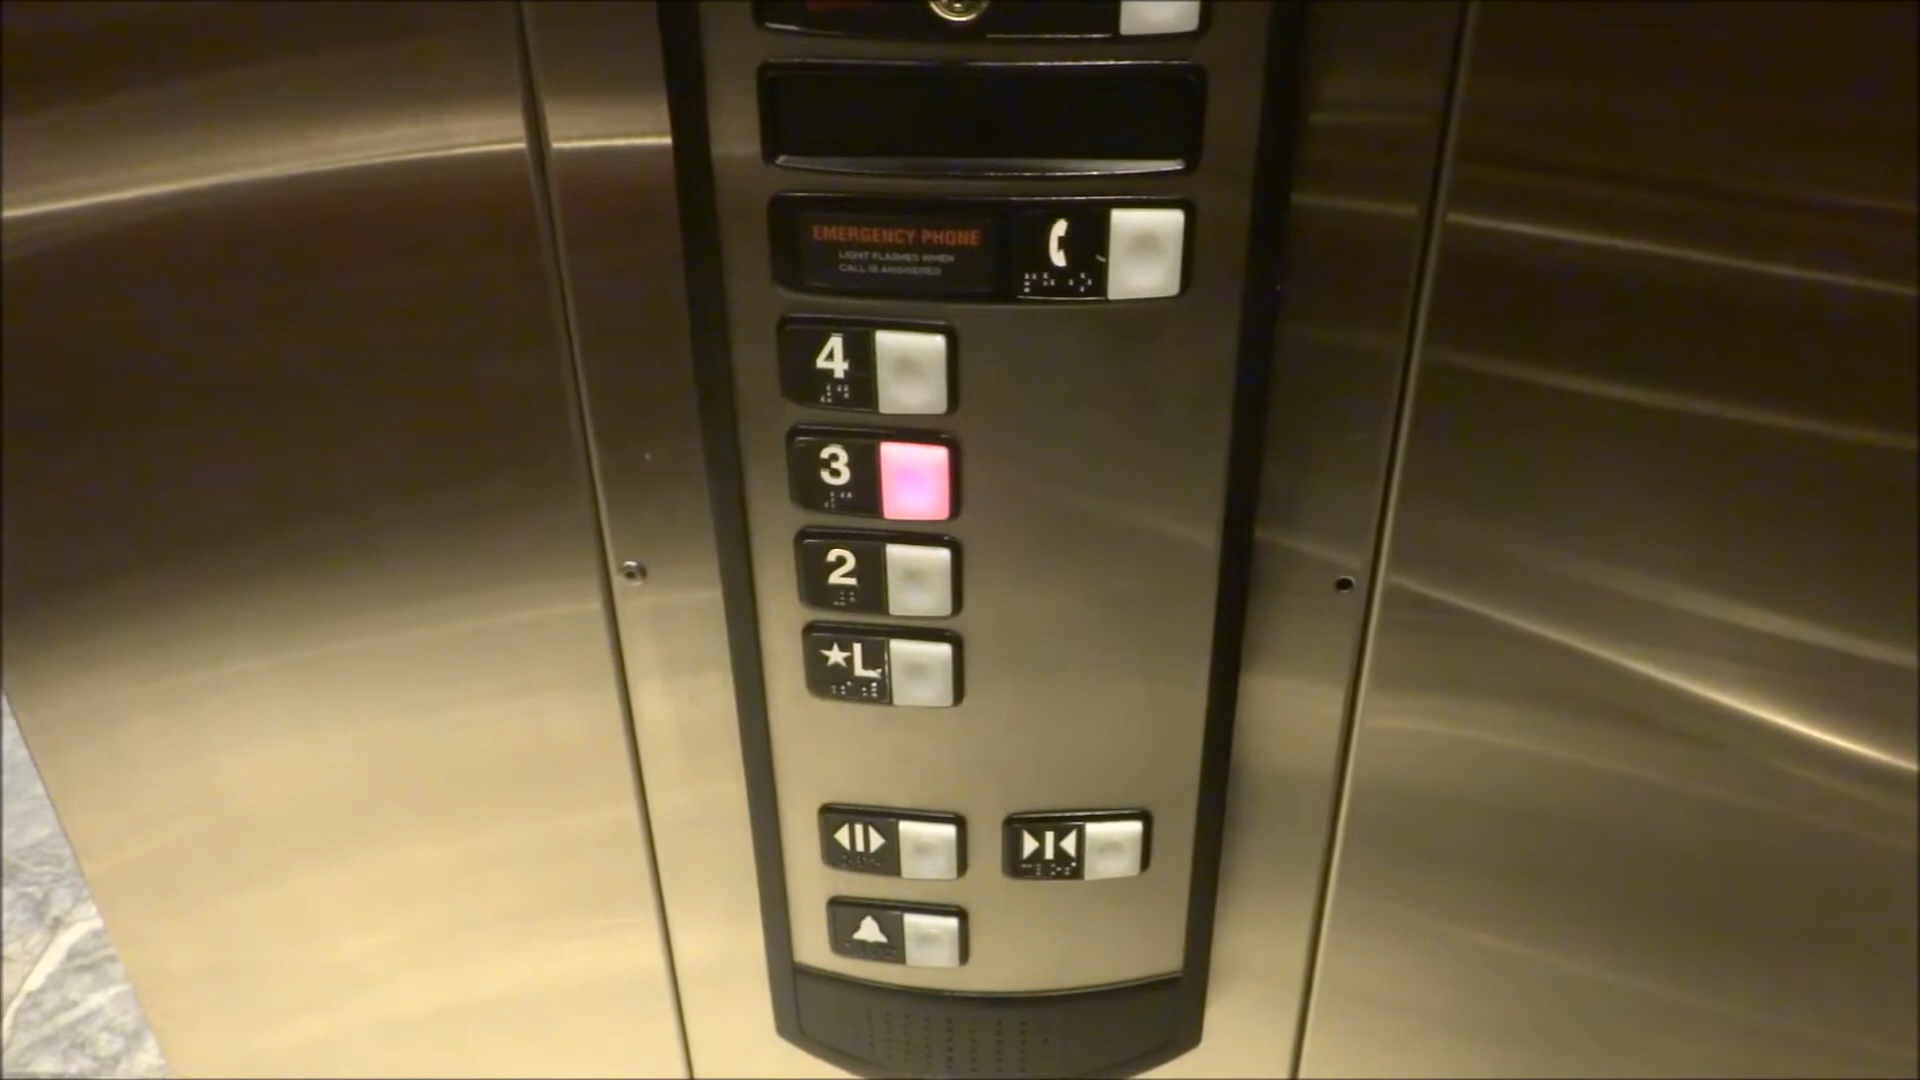 EMERGENCY PHONE
LIGHT FLASHES WHEN
CALL IS ANSWERED
4
3
2
★L